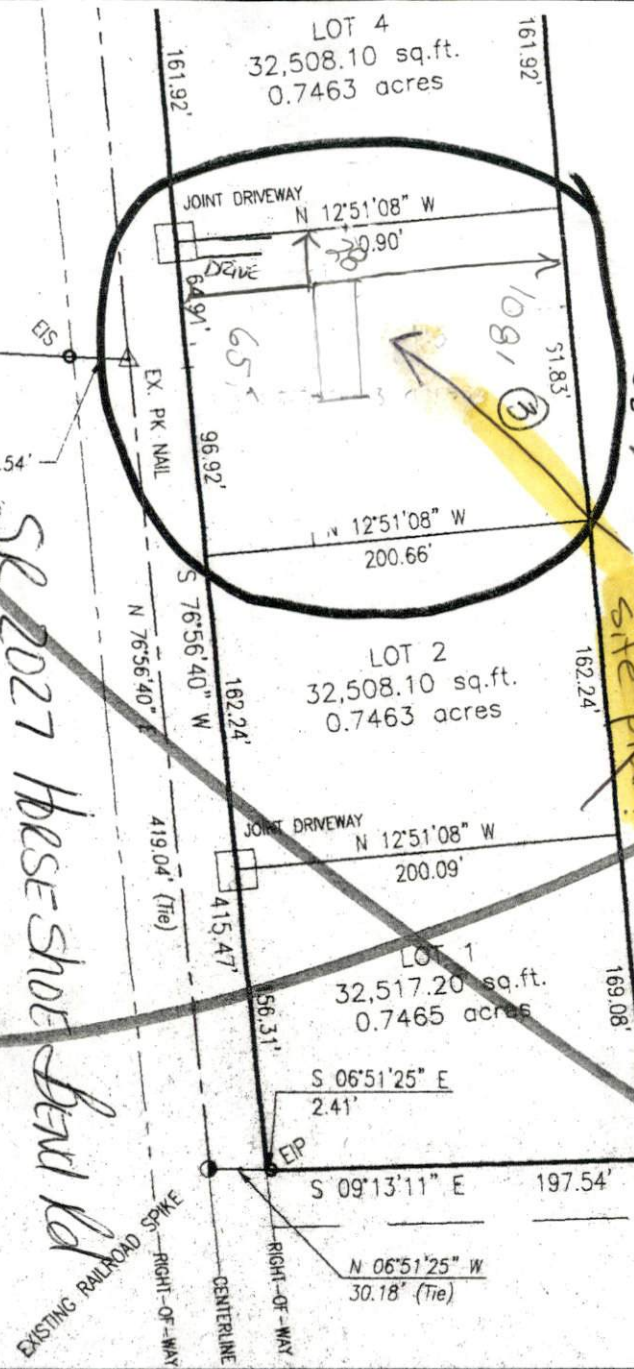 LOT 4
32,508.10 sq.ft.
0.7463 acres
161.92'
161.92'
JOINT DRIVEWAY
N 12°51'08" W
0.90'
DRIVE
64.91'
65'
108'
51.83'
3
EIS
EX. PK NAIL
.54'
96.92'
N 12°51'08" W
200.66'
S 76°56'40" W
N 76°56'40" E
LOT 2
32,508.10 sq.ft.
0.7463 acres
162.24'
162.24'
Site
SR 2027 HORSE SHOE BEND Rd
JOINT DRIVEWAY
N 12°51'08" W
200.09'
419.04' (Tie)
415.47'
LOT 1
32,517.20 sq.ft.
0.7465 acres
156.31'
169.08'
S 06°51'25" E
2.41'
EIP
S 09°13'11" E
197.54'
N 06°51'25" W
30.18' (Tie)
EXISTING RAILROAD SPIKE
RIGHT-OF-WAY
CENTERLINE
RIGHT-OF-WAY